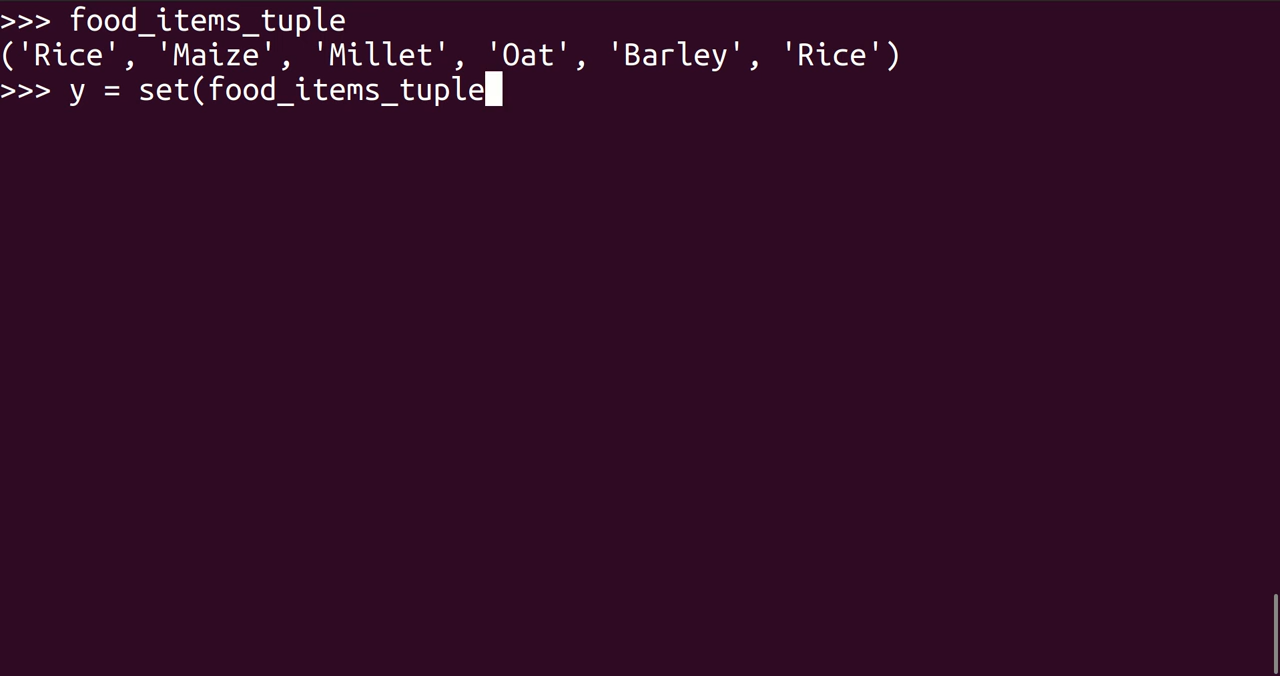 >>> food_items_tuple
('Rice', 'Maize', 'Millet', 'Oat', 'Barley', 'Rice')
>>> y = set(food_items_tuple